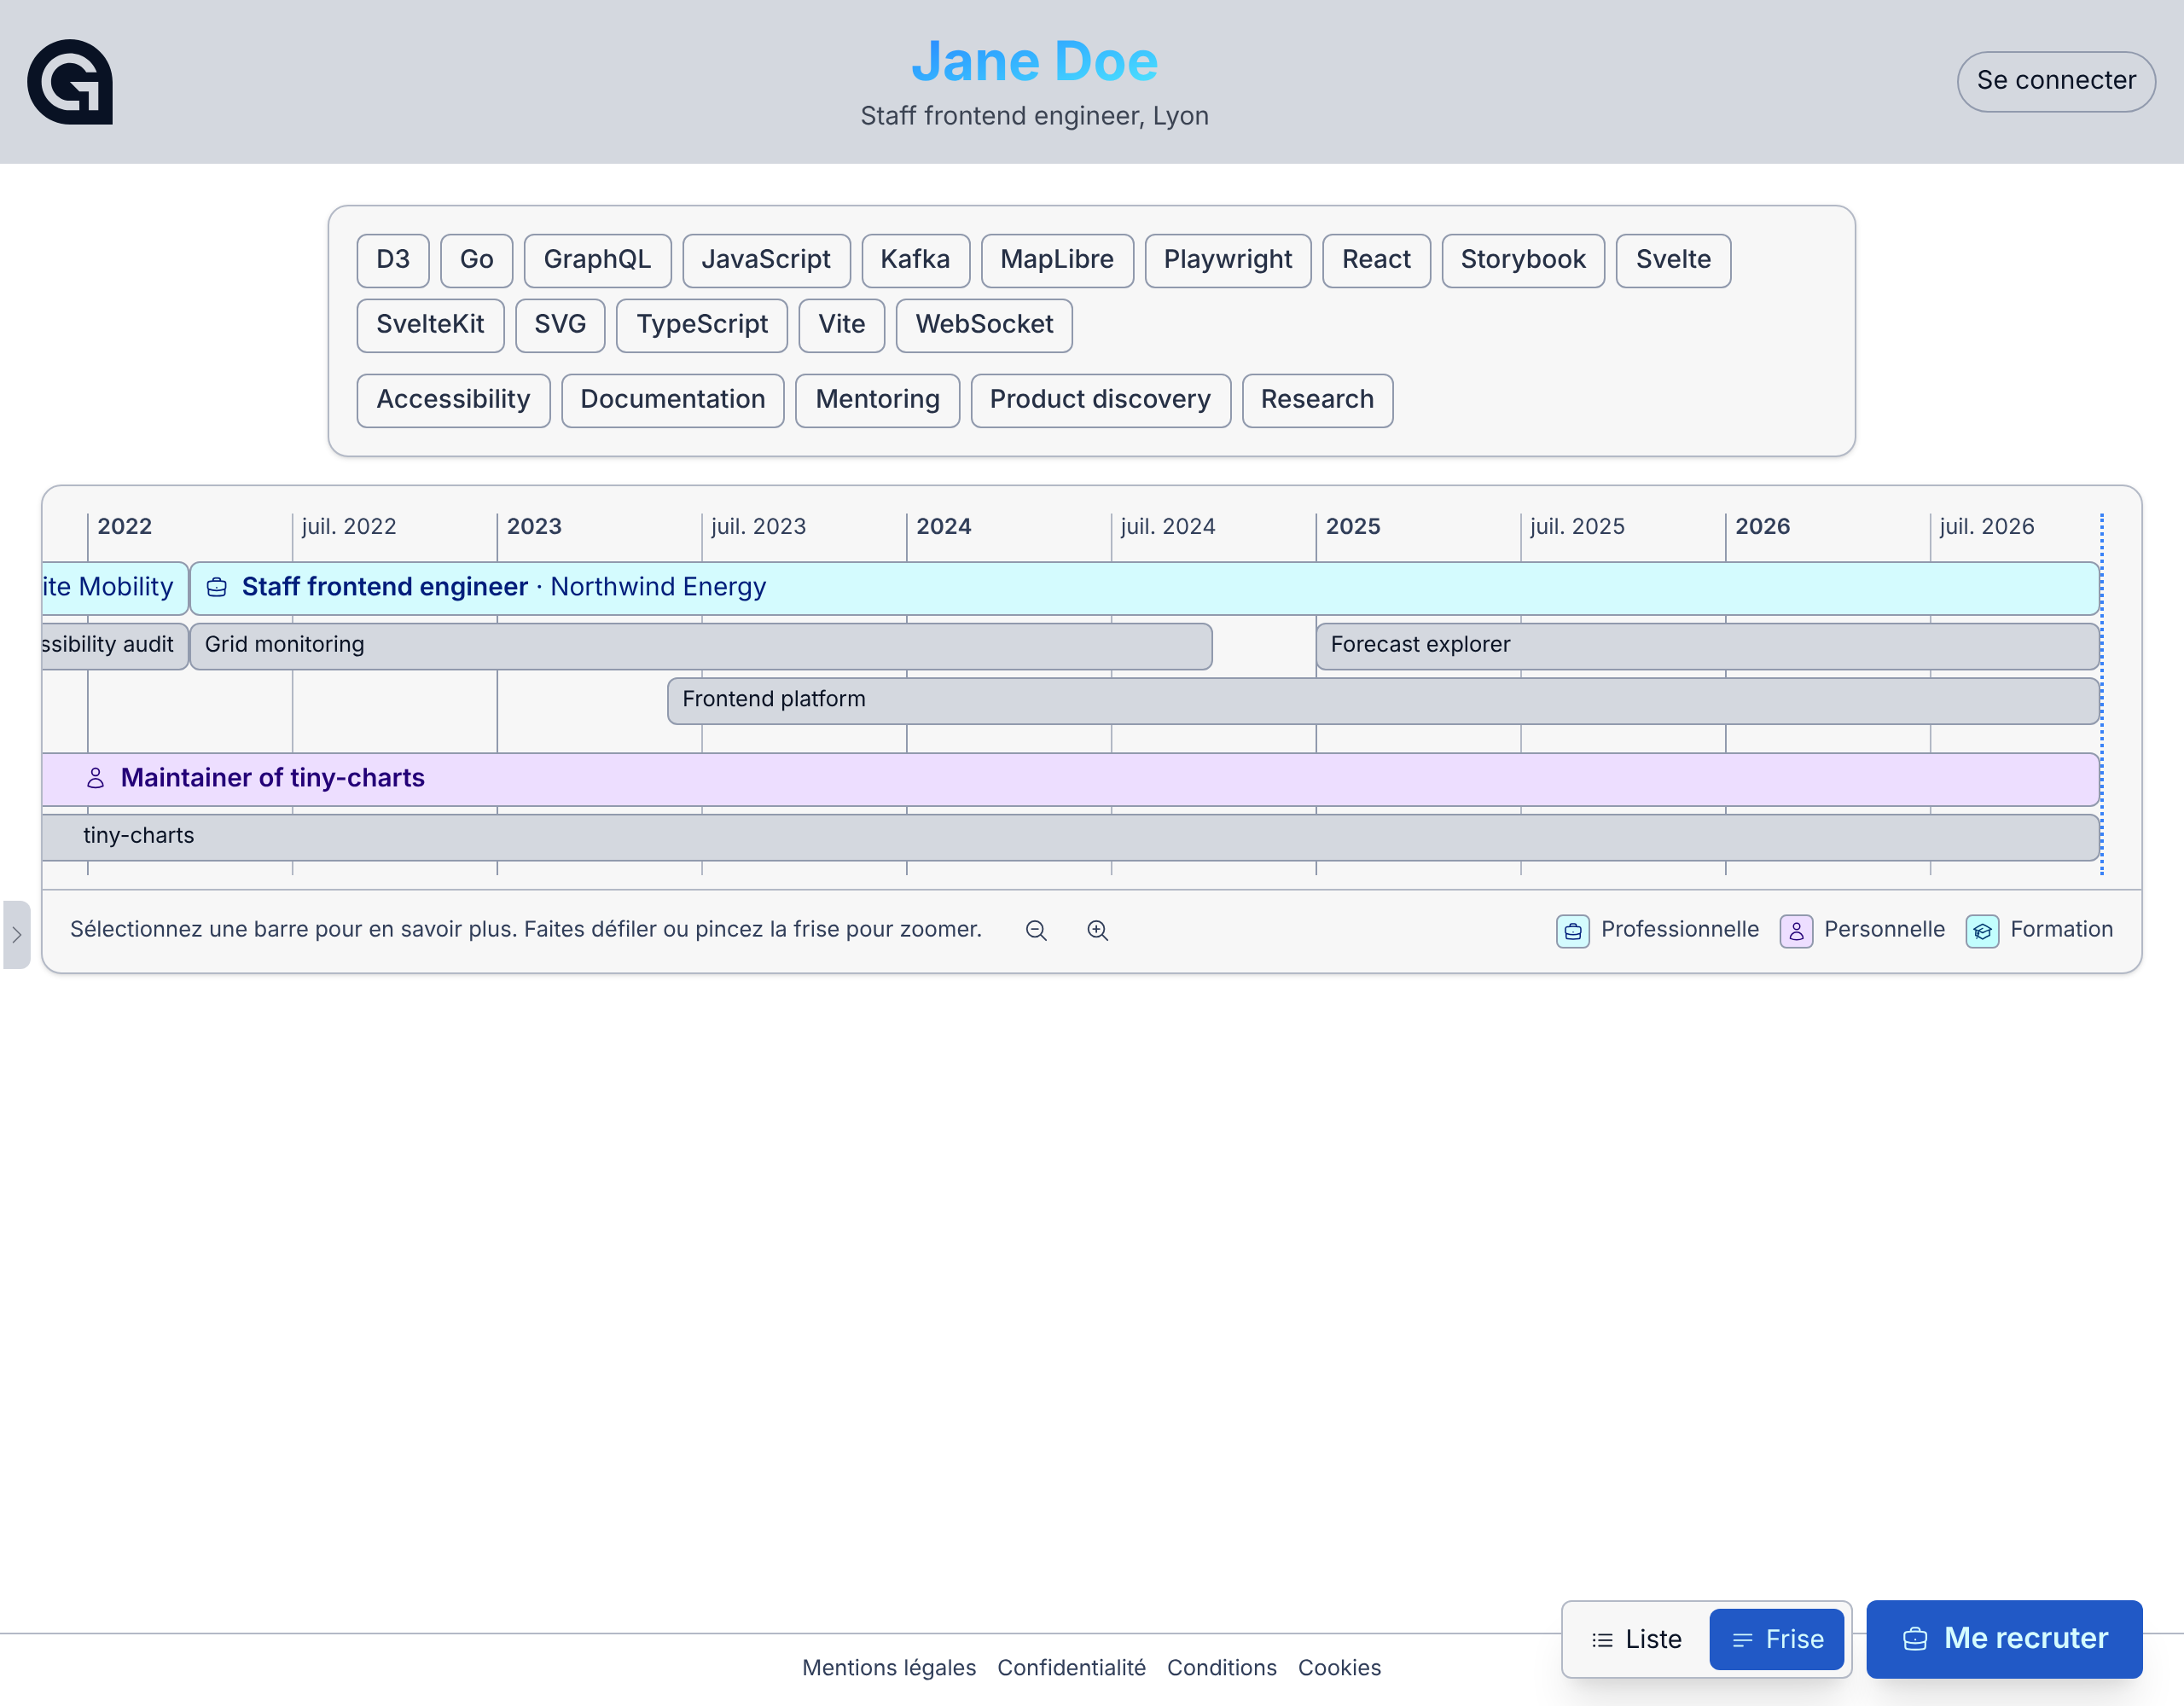 Jane Doe
Staff frontend engineer, Lyon
Se connecter
D3 Go GraphQL JavaScript Kafka MapLibre Playwright React Storybook Svelte
SvelteKit SVG TypeScript Vite WebSocket
Accessibility Documentation Mentoring Product discovery Research
2022 juil. 2022 2023 juil. 2023 2024 juil. 2024 2025 juil. 2025 2026 juil. 2026
ite Mobility Staff frontend engineer · Northwind Energy
ssibility audit Grid monitoring Forecast explorer
Frontend platform
Maintainer of tiny-charts
tiny-charts
Sélectionnez une barre pour en savoir plus. Faites défiler ou pincez la frise pour zoomer. Professionnelle Personnelle Formation
Liste Frise Me recruter
Mentions légales Confidentialité Conditions Cookies